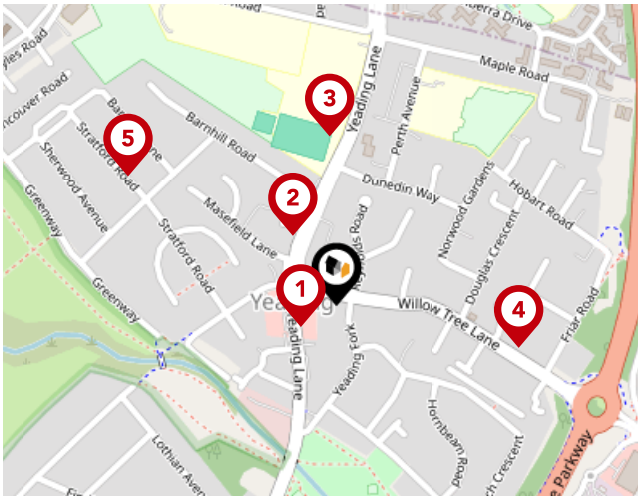 Maple Road
Yeading Lane
Perth Avenue
Barnhill Road
3
5
Stratford Road
Sherwood Avenue
Greenway
Dunedin Way
Norwood Gardens
Hobart Road
Masefield Lane
2
Stratford Road
Douglas Crescent
Greenway
1
Willow Tree Lane
4
Friar Road
Yeading Lane
Yeading Fork
Hornbeam Road
Lothian Aven
Parkway